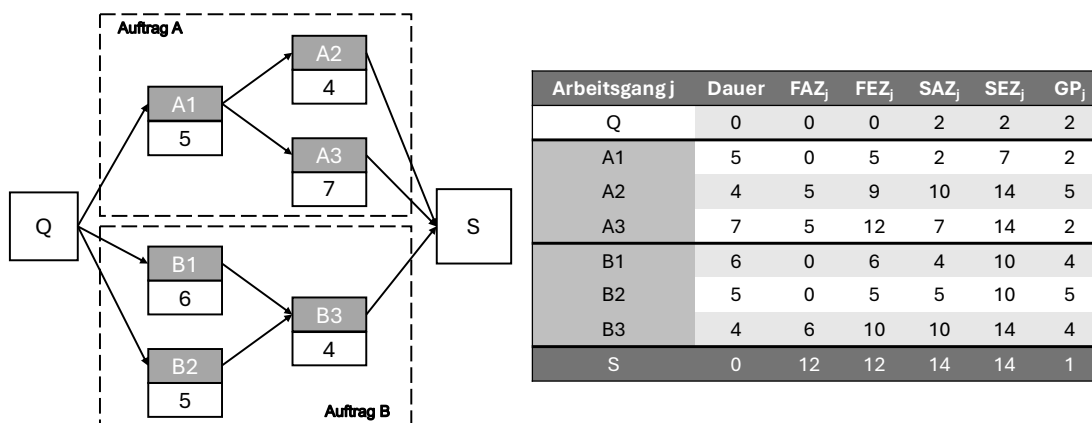 Auftrag A
A2
4
A1
5
A3
7
Q
S
B1
6
B3
4
B2
5
Auftrag B
Arbeitsgang j Dauer FAZj FEZj SAZj SEZj GPj
Q 0 0 0 2 2 2
A1 5 0 5 2 7 2
A2 4 5 9 10 14 5
A3 7 5 12 7 14 2
B1 6 0 6 4 10 4
B2 5 0 5 5 10 5
B3 4 6 10 10 14 4
S 0 12 12 14 14 1